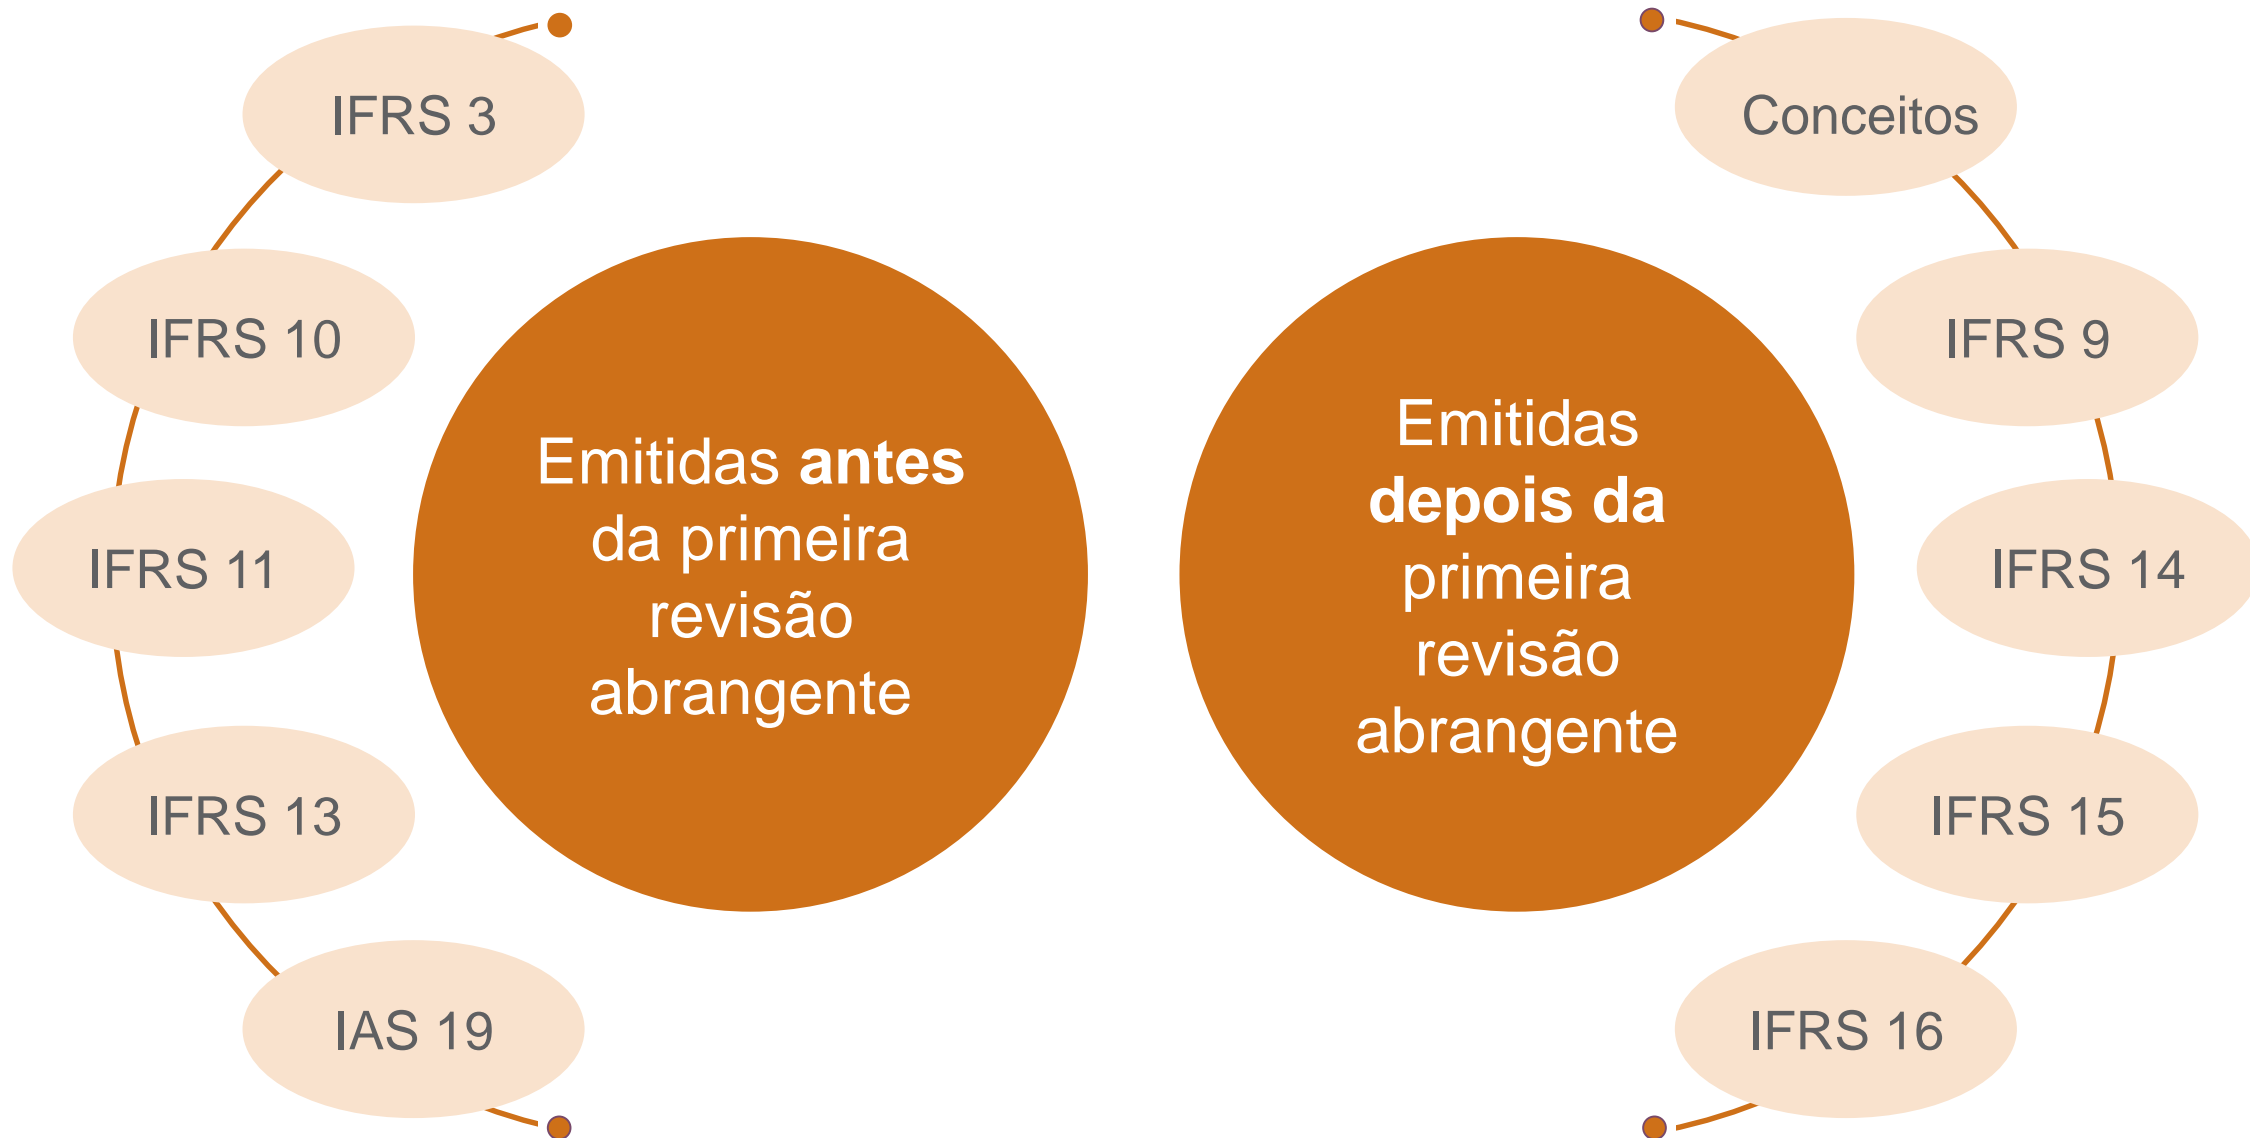 IFRS 3
IFRS 10
IFRS 11
IFRS 13
IAS 19
Emitidas antes
da primeira
revisão
abrangente
Emitidas
depois da
primeira
revisão
abrangente
Conceitos
IFRS 9
IFRS 14
IFRS 15
IFRS 16